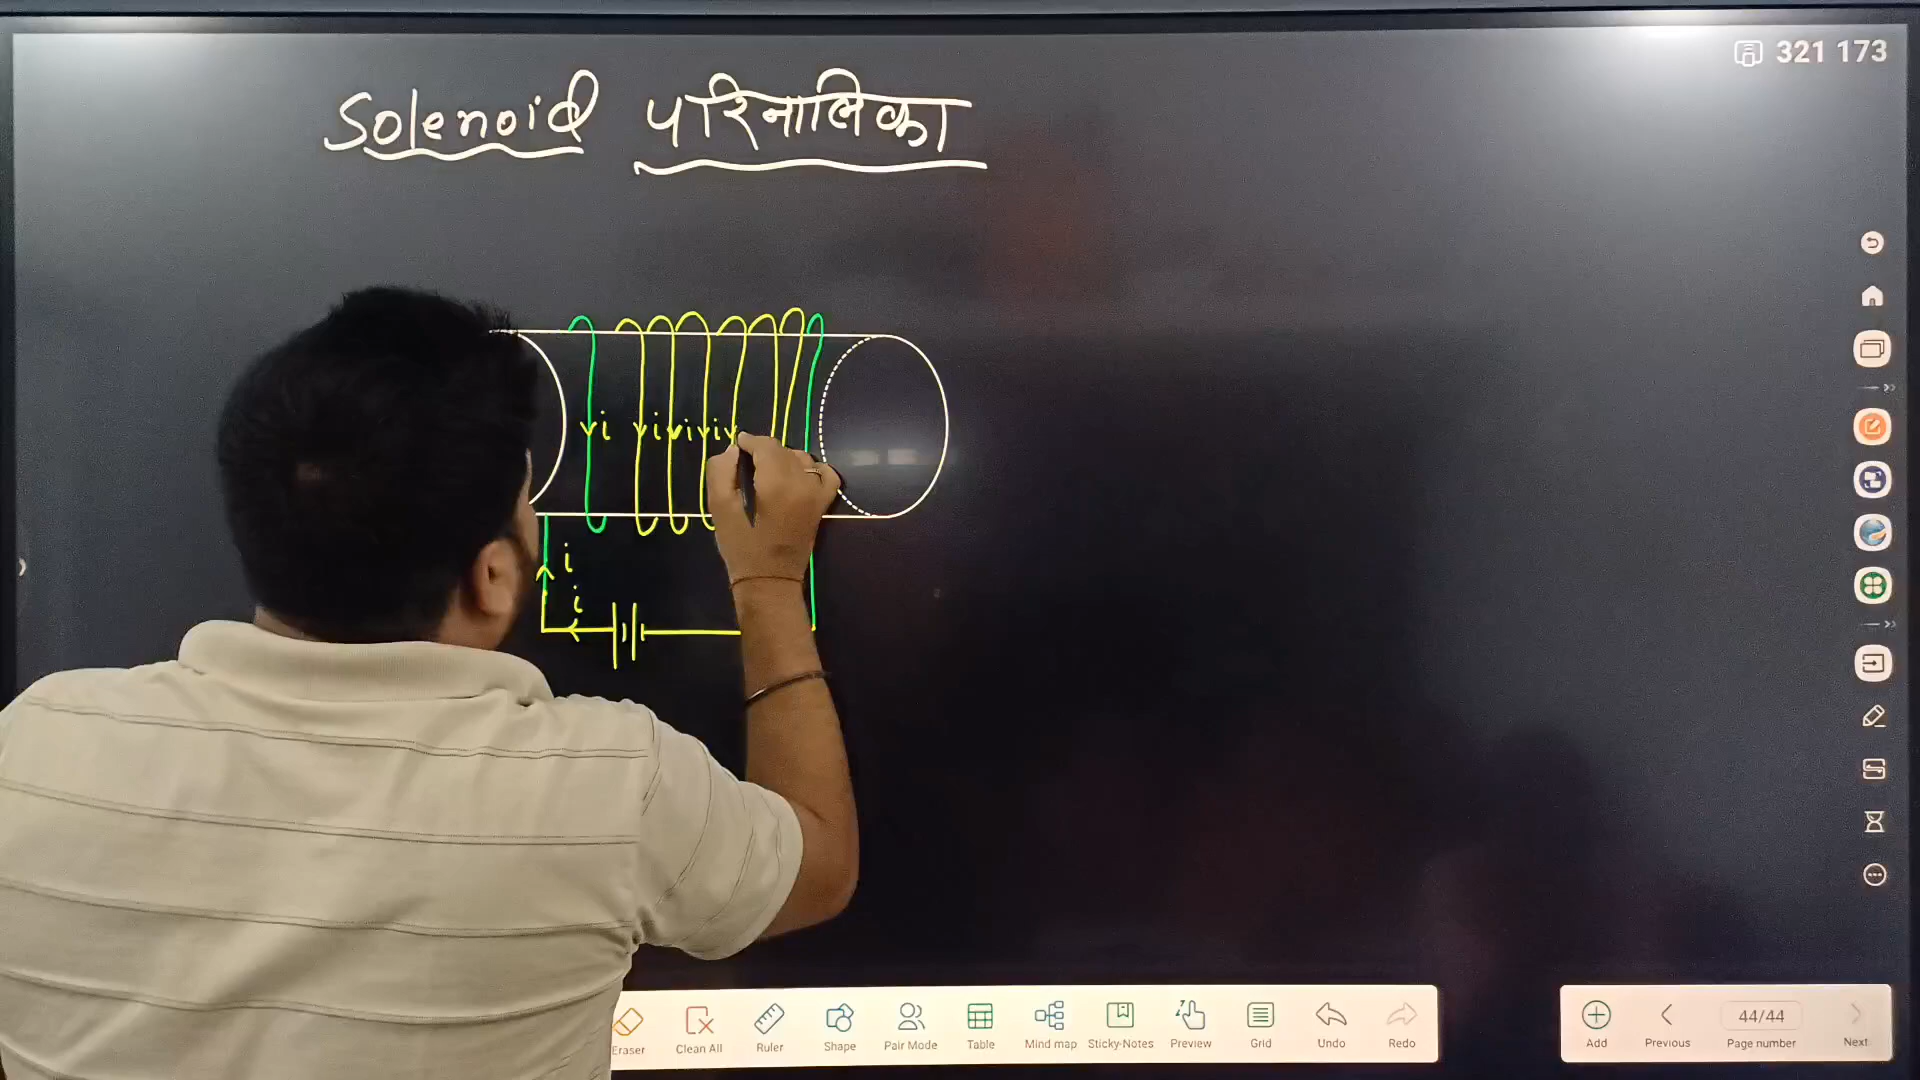 321 173
Solenoid परिनालिका
i i i i
i
i
Eraser Clean All Ruler Shape Pair Mode Table Mind map Sticky-Notes Preview Grid Undo Redo
Add Previous 44/44 Page number Next